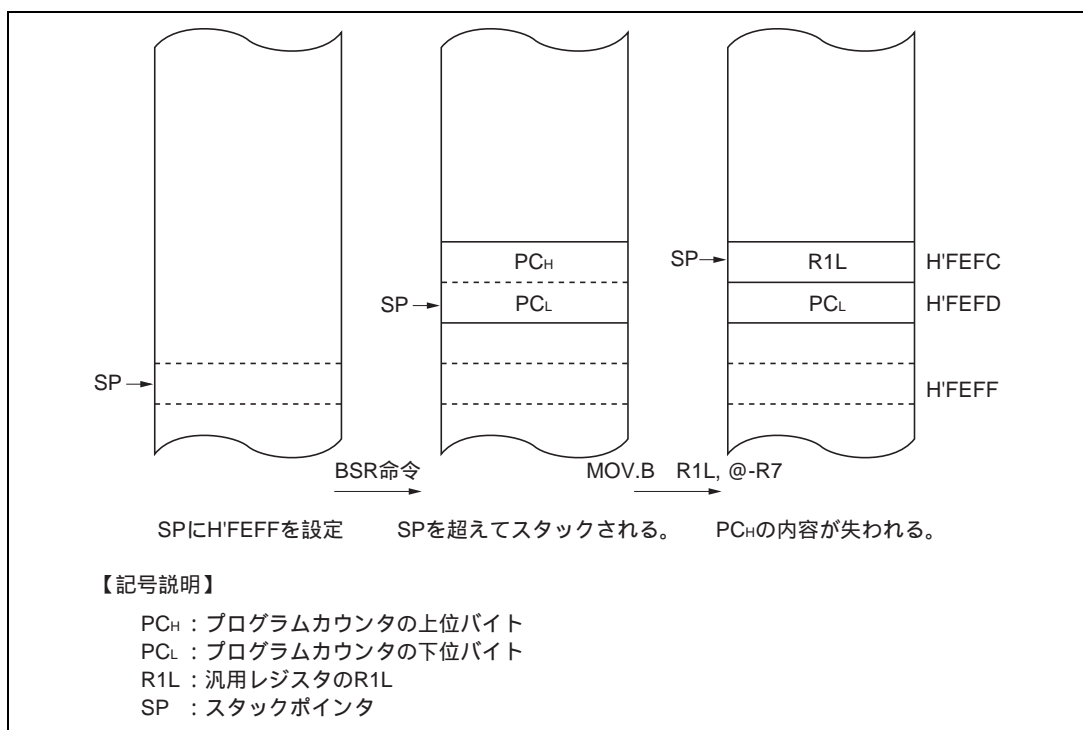 PCH
SP→ R1L H'FEFC
SP→ PCL
PCL H'FEFD
SP→
H'FEFF
BSR命令
MOV.B R1L, @-R7
SPにH'FEFFを設定
SPを超えてスタックされる。
PCHの内容が失われる。
【記号説明】
PCH : プログラムカウンタの上位バイト
PCL : プログラムカウンタの下位バイト
R1L : 汎用レジスタのR1L
SP : スタックポインタ